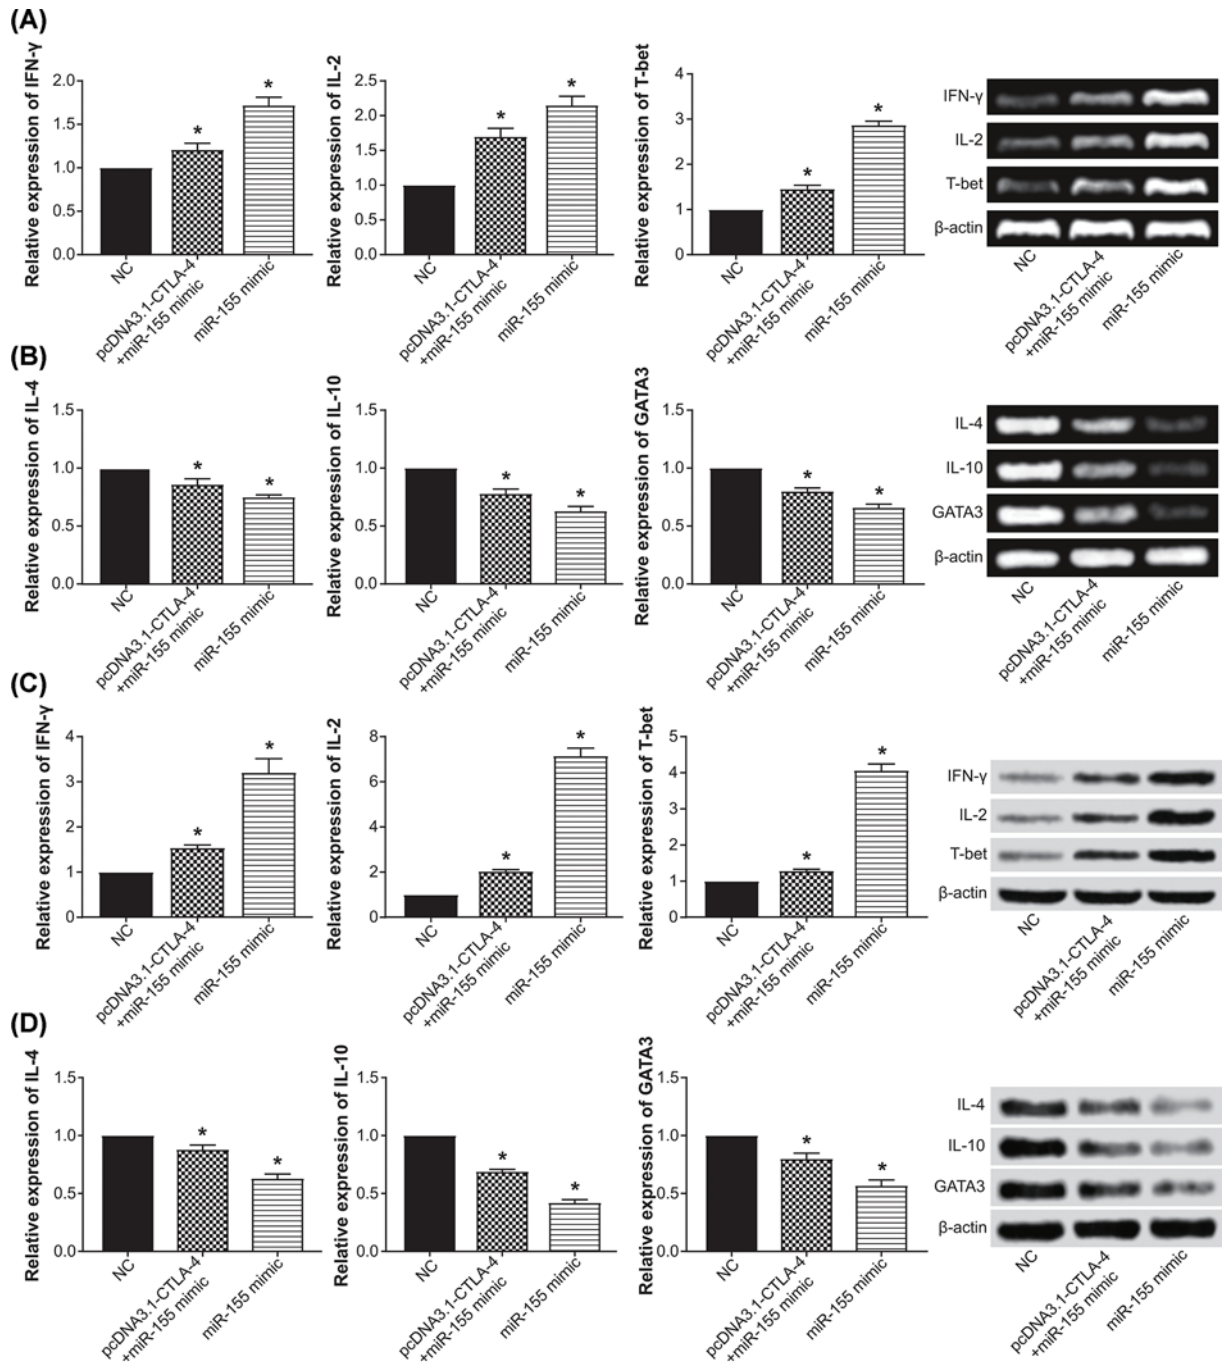 (A)
Relative expression of IFN-γ
2.0
1.5
1.0
0.5
0.0
*
*
NC
pcDNA3.1-CTLA-4
+miR-155 mimic
miR-155 mimic
Relative expression of IL-2
2.5
2.0
1.5
1.0
0.5
0.0
*
*
NC
pcDNA3.1-CTLA-4
+miR-155 mimic
miR-155 mimic
Relative expression of T-bet
4
3
2
1
0
*
*
NC
pcDNA3.1-CTLA-4
+miR-155 mimic
miR-155 mimic
IFN-γ
IL-2
T-bet
β-actin
NC
pcDNA3.1-CTLA-4
+miR-155 mimic
miR-155 mimic
(B)
Relative expression of IL-4
1.5
1.0
0.5
0.0
*
*
NC
pcDNA3.1-CTLA-4
+miR-155 mimic
miR-155 mimic
Relative expression of IL-10
1.5
1.0
0.5
0.0
*
*
NC
pcDNA3.1-CTLA-4
+miR-155 mimic
miR-155 mimic
Relative expression of GATA3
1.5
1.0
0.5
0.0
*
*
NC
pcDNA3.1-CTLA-4
+miR-155 mimic
miR-155 mimic
IL-4
IL-10
GATA3
β-actin
NC
pcDNA3.1-CTLA-4
+miR-155 mimic
miR-155 mimic
(C)
Relative expression of IFN-γ
4
3
2
1
0
*
*
NC
pcDNA3.1-CTLA-4
+miR-155 mimic
miR-155 mimic
Relative expression of IL-2
8
6
4
2
0
*
*
NC
pcDNA3.1-CTLA-4
+miR-155 mimic
miR-155 mimic
Relative expression of T-bet
5
4
3
2
1
0
*
*
NC
pcDNA3.1-CTLA-4
+miR-155 mimic
miR-155 mimic
IFN-γ
IL-2
T-bet
β-actin
NC
pcDNA3.1-CTLA-4
+miR-155 mimic
miR-155 mimic
(D)
Relative expression of IL-4
1.5
1.0
0.5
0.0
*
*
NC
pcDNA3.1-CTLA-4
+miR-155 mimic
miR-155 mimic
Relative expression of IL-10
1.5
1.0
0.5
0.0
*
*
NC
pcDNA3.1-CTLA-4
+miR-155 mimic
miR-155 mimic
Relative expression of GATA3
1.5
1.0
0.5
0.0
*
*
NC
pcDNA3.1-CTLA-4
+miR-155 mimic
miR-155 mimic
IL-4
IL-10
GATA3
β-actin
NC
pcDNA3.1-CTLA-4
+miR-155 mimic
miR-155 mimic